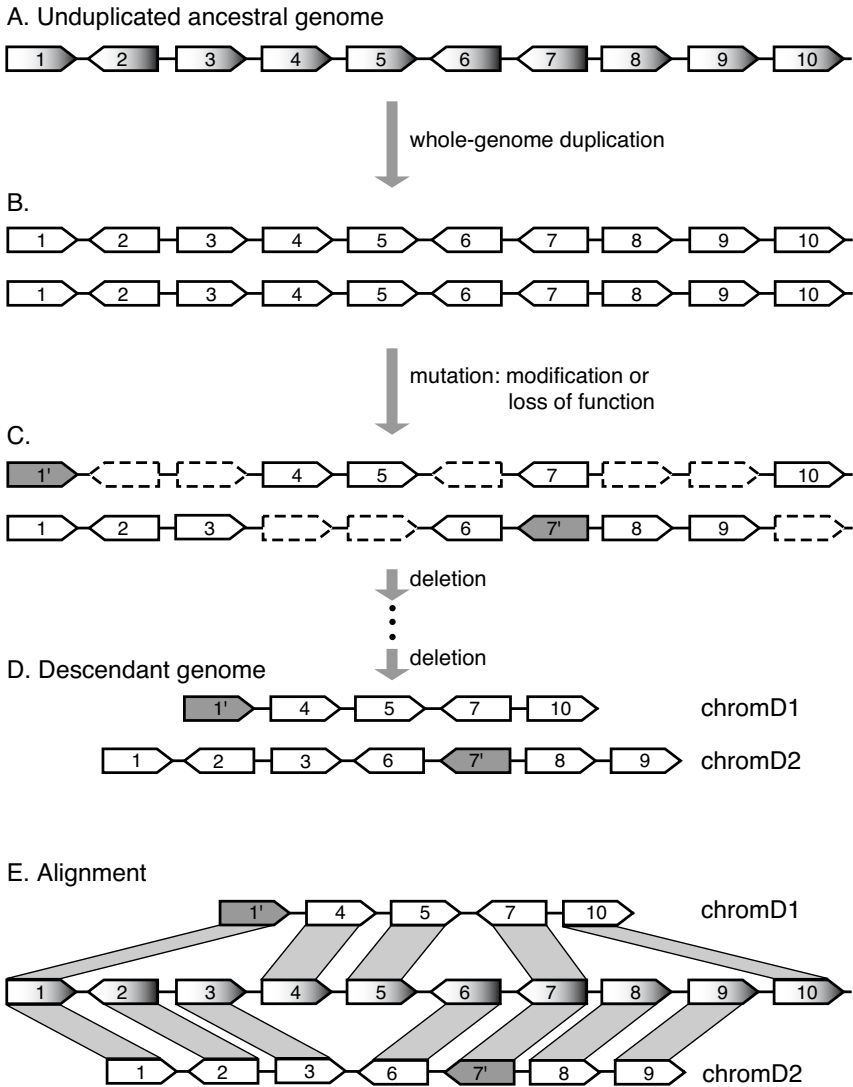 A. Unduplicated ancestral genome
1 2 3 4 5 6 7 8 9 10
whole-genome duplication
B.
1 2 3 4 5 6 7 8 9 10
1 2 3 4 5 6 7 8 9 10
mutation: modification or
loss of function
C.
1' 4 5 7 10
1 2 3 6 7' 8 9
deletion
deletion
D. Descendant genome
1' 4 5 7 10 chromD1
1 2 3 6 7' 8 9 chromD2
E. Alignment
1' 4 5 7 10 chromD1
1 2 3 4 5 6 7 8 9 10
1 2 3 6 7' 8 9 chromD2